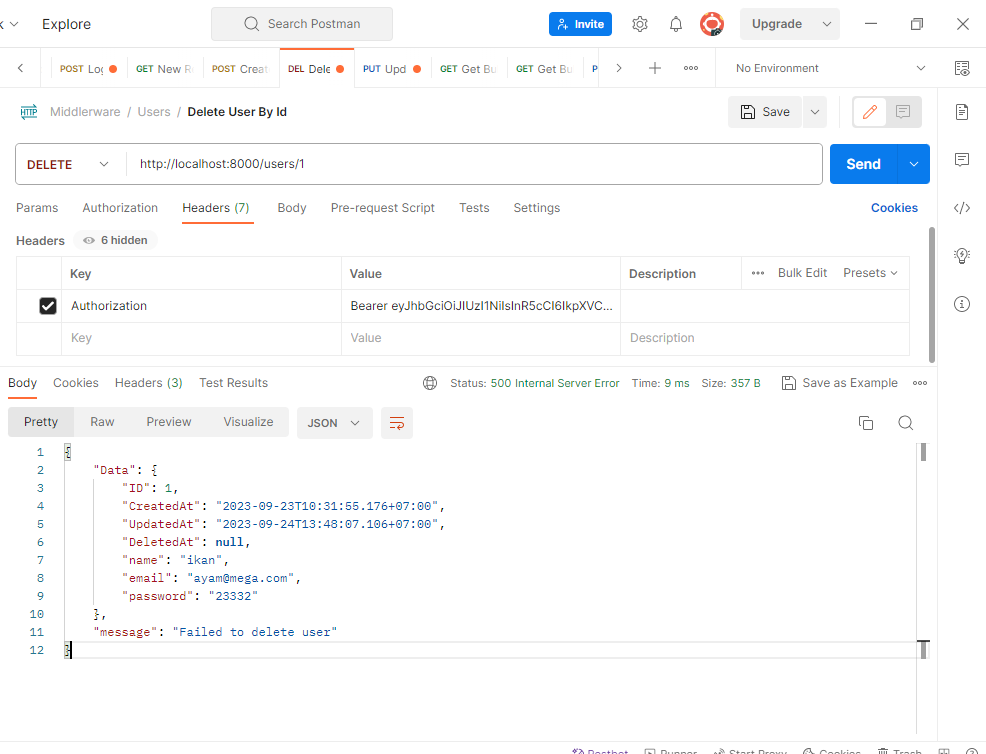 Explore
Search Postman
Invite
Upgrade
POST Log
GET New R
POST Creat
DEL Dele
PUT Upd
GET Get Bu
GET Get Bu
P
No Environment
HTTP
Middlerware / Users / Delete User By Id
Save
DELETE
http://localhost:8000/users/1
Send
Params Authorization Headers (7) Body Pre-request Script Tests Settings
Cookies
Headers 6 hidden
Key Value Description Bulk Edit Presets
Authorization Bearer eyJhbGciOiJIUzI1NiIsInR5cCI6IkpXVC...
Key Value Description
Body Cookies Headers (3) Test Results
Status: 500 Internal Server Error Time: 9 ms Size: 357 B Save as Example
Pretty Raw Preview Visualize JSON
1 {
2 "Data": {
3 "ID": 1,
4 "CreatedAt": "2023-09-23T10:31:55.176+07:00",
5 "UpdatedAt": "2023-09-24T13:48:07.106+07:00",
6 "DeletedAt": null,
7 "name": "ikan",
8 "email": "ayam@mega.com",
9 "password": "23332"
10 },
11 "message": "Failed to delete user"
12 }
Postbot Runner Start Proxy Cookies Trash